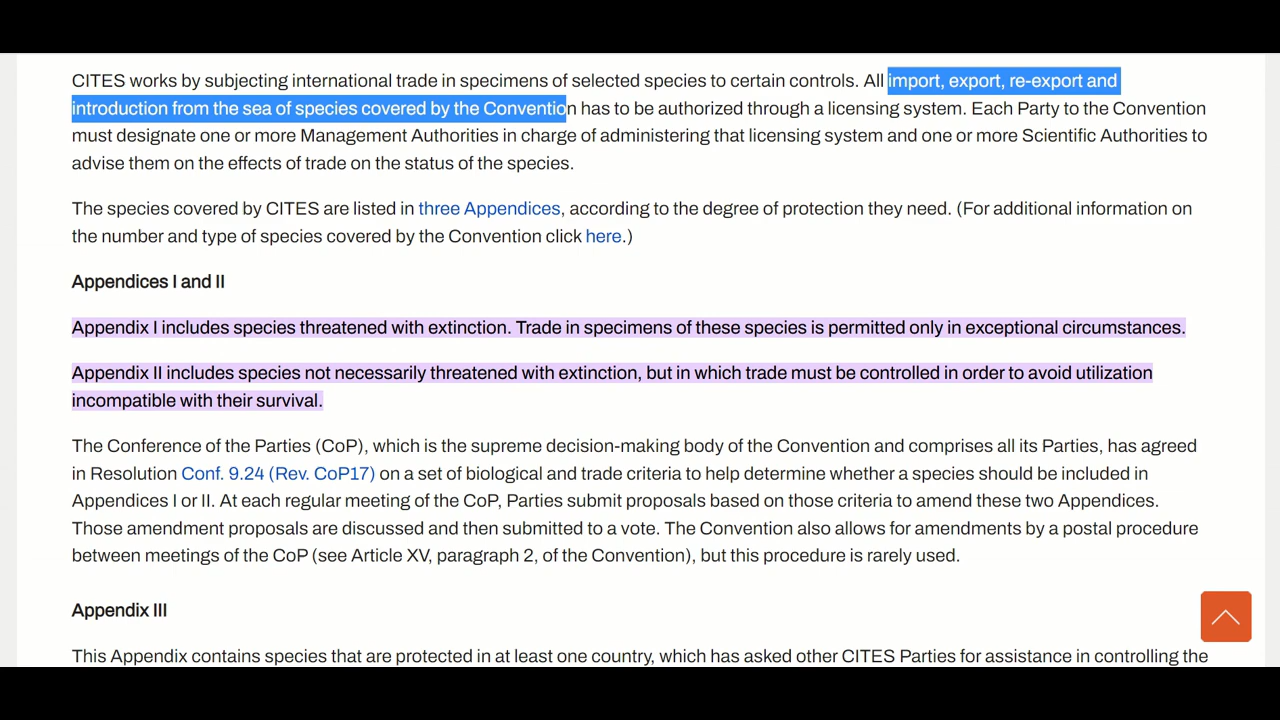 CITES works by subjecting international trade in specimens of selected species to certain controls. All import, export, re-export and
introduction from the sea of species covered by the Convention has to be authorized through a licensing system. Each Party to the Convention
must designate one or more Management Authorities in charge of administering that licensing system and one or more Scientific Authorities to
advise them on the effects of trade on the status of the species.
The species covered by CITES are listed in three Appendices, according to the degree of protection they need. (For additional information on
the number and type of species covered by the Convention click here.)
Appendices I and II
Appendix I includes species threatened with extinction. Trade in specimens of these species is permitted only in exceptional circumstances.
Appendix II includes species not necessarily threatened with extinction, but in which trade must be controlled in order to avoid utilization
incompatible with their survival.
The Conference of the Parties (CoP), which is the supreme decision-making body of the Convention and comprises all its Parties, has agreed
in Resolution Conf. 9.24 (Rev. CoP17) on a set of biological and trade criteria to help determine whether a species should be included in
Appendices I or II. At each regular meeting of the CoP, Parties submit proposals based on those criteria to amend these two Appendices.
Those amendment proposals are discussed and then submitted to a vote. The Convention also allows for amendments by a postal procedure
between meetings of the CoP (see Article XV, paragraph 2, of the Convention), but this procedure is rarely used.
Appendix III
This Appendix contains species that are protected in at least one country, which has asked other CITES Parties for assistance in controlling the